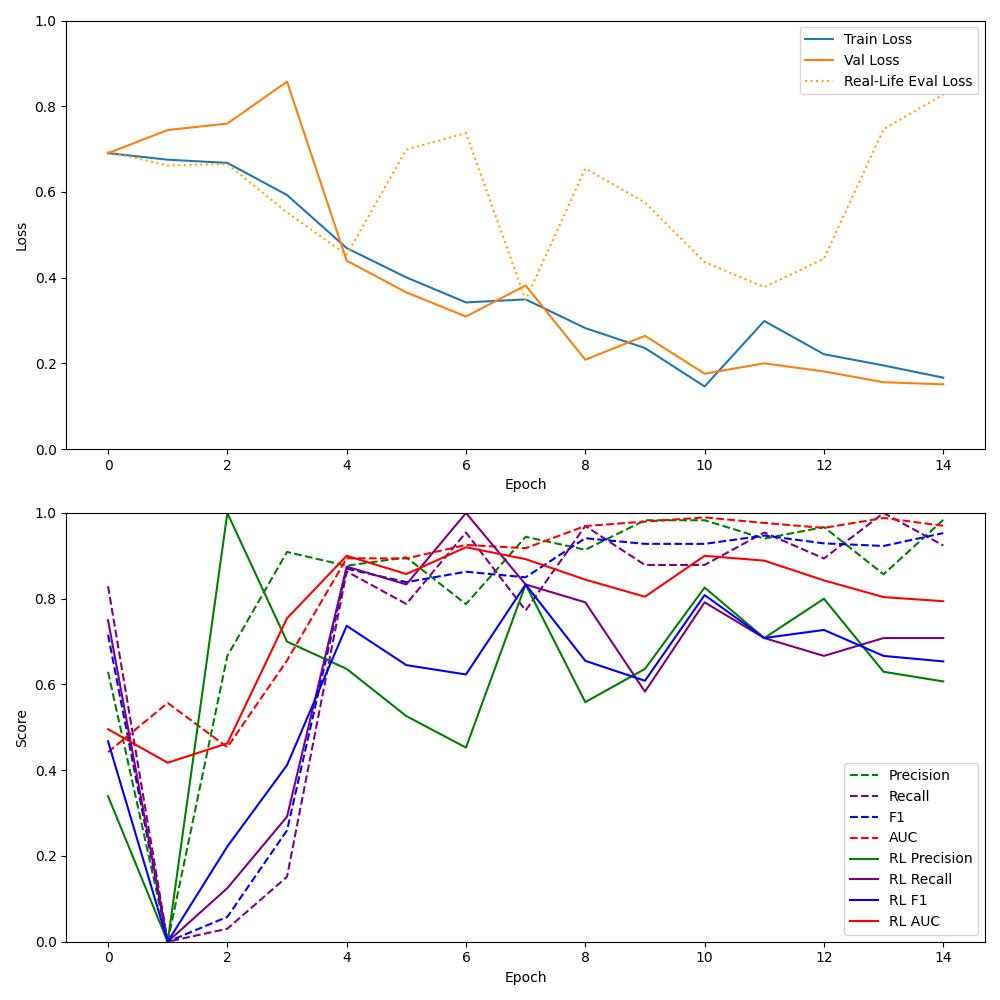 1.0
0.8
0.6
0.4
0.2
0.0
Loss
Train Loss
Val Loss
Real-Life Eval Loss
0 2 4 6 8 10 12 14
Epoch
1.0
0.8
0.6
0.4
0.2
0.0
Score
Precision
Recall
F1
AUC
RL Precision
RL Recall
RL F1
RL AUC
0 2 4 6 8 10 12 14
Epoch